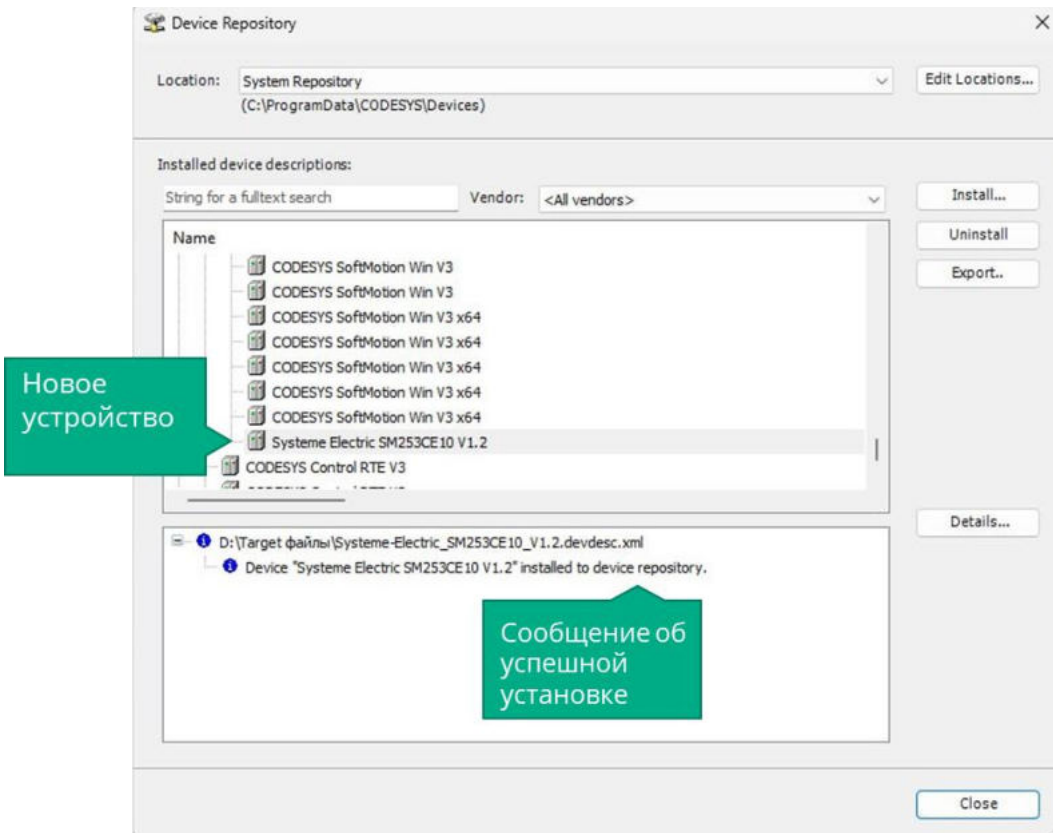 Device Repository
Location:
System Repository
Edit Locations...
(C:\ProgramData\CODESYS\Devices)
Installed device descriptions:
String for a fulltext search
Vendor:
<All vendors>
Install...
Name
Uninstall
CODESYS SoftMotion Win V3
Export..
CODESYS SoftMotion Win V3
CODESYS SoftMotion Win V3 x64
CODESYS SoftMotion Win V3 x64
CODESYS SoftMotion Win V3 x64
CODESYS SoftMotion Win V3 x64
CODESYS SoftMotion Win V3 x64
Новое
устройство
Systeme Electric SM253CE10 V1.2
CODESYS Control RTE V3
Details...
D:\Target файлы\Systeme-Electric_SM253CE10_V1.2.devdesc.xml
Device "Systeme Electric SM253CE10 V1.2" installed to device repository.
Сообщение об
успешной
установке
Close